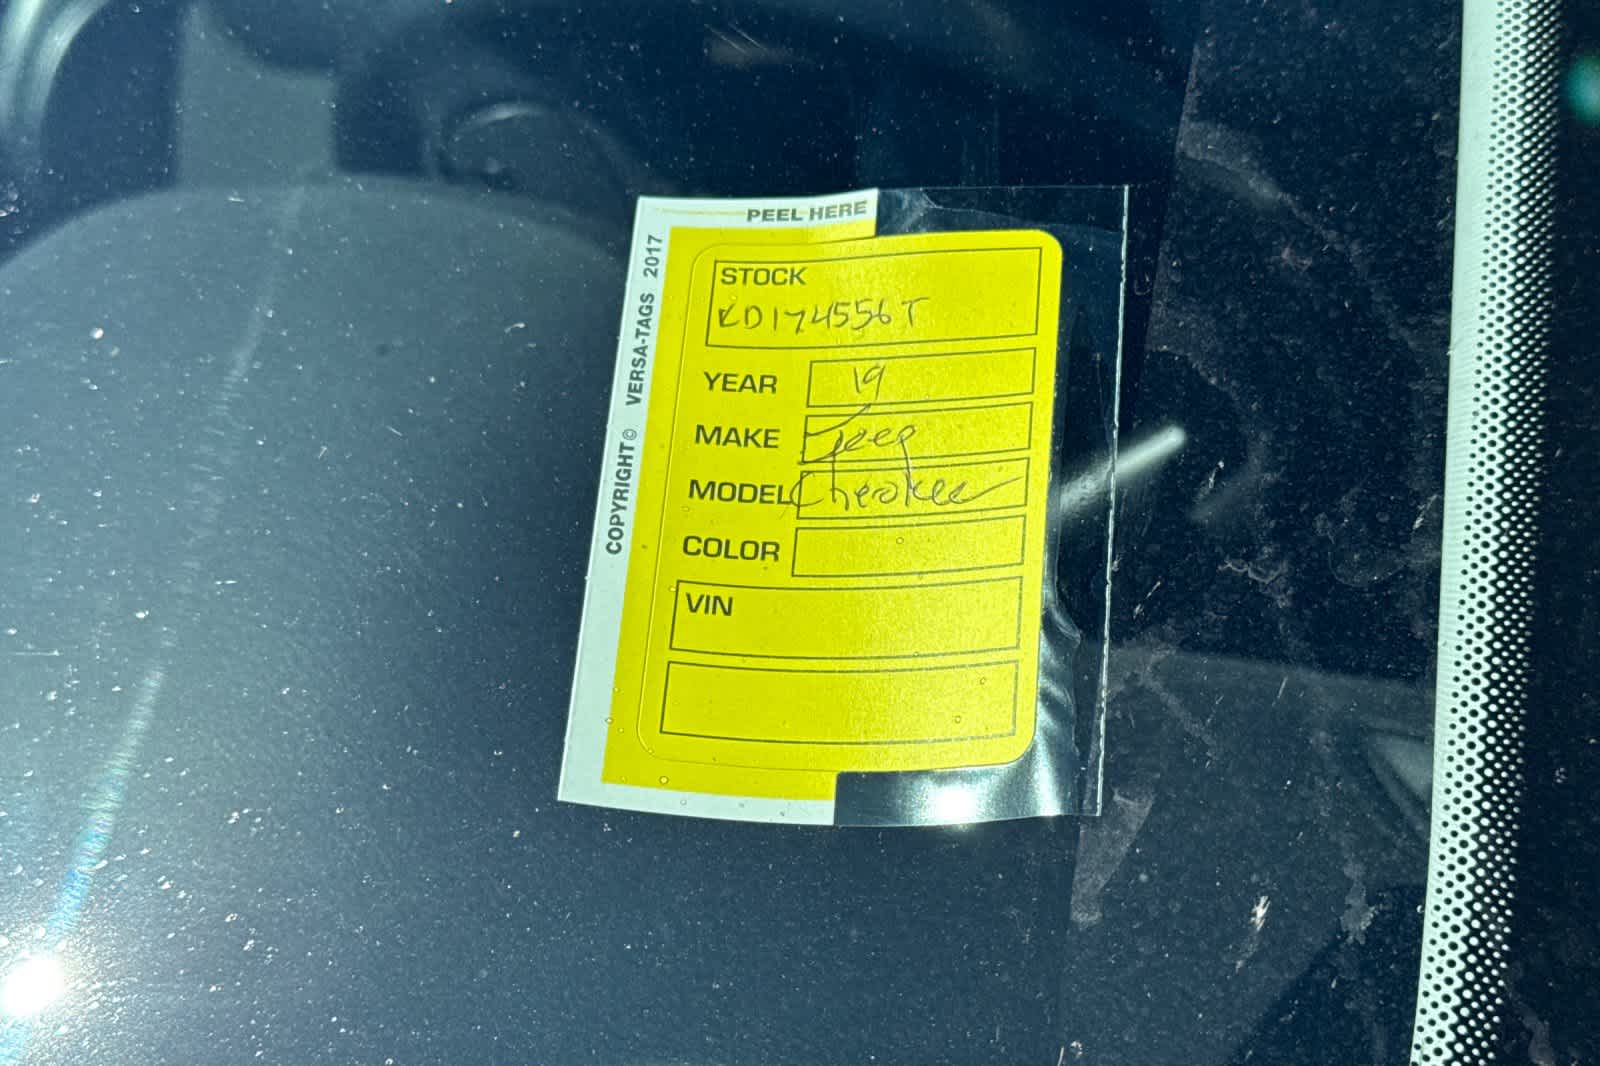 PEEL HERE
COPYRIGHT© VERSA-TAGS 2017
STOCK
KD174556T
YEAR 19
MAKE Jeep
MODEL Cherokee
COLOR
VIN